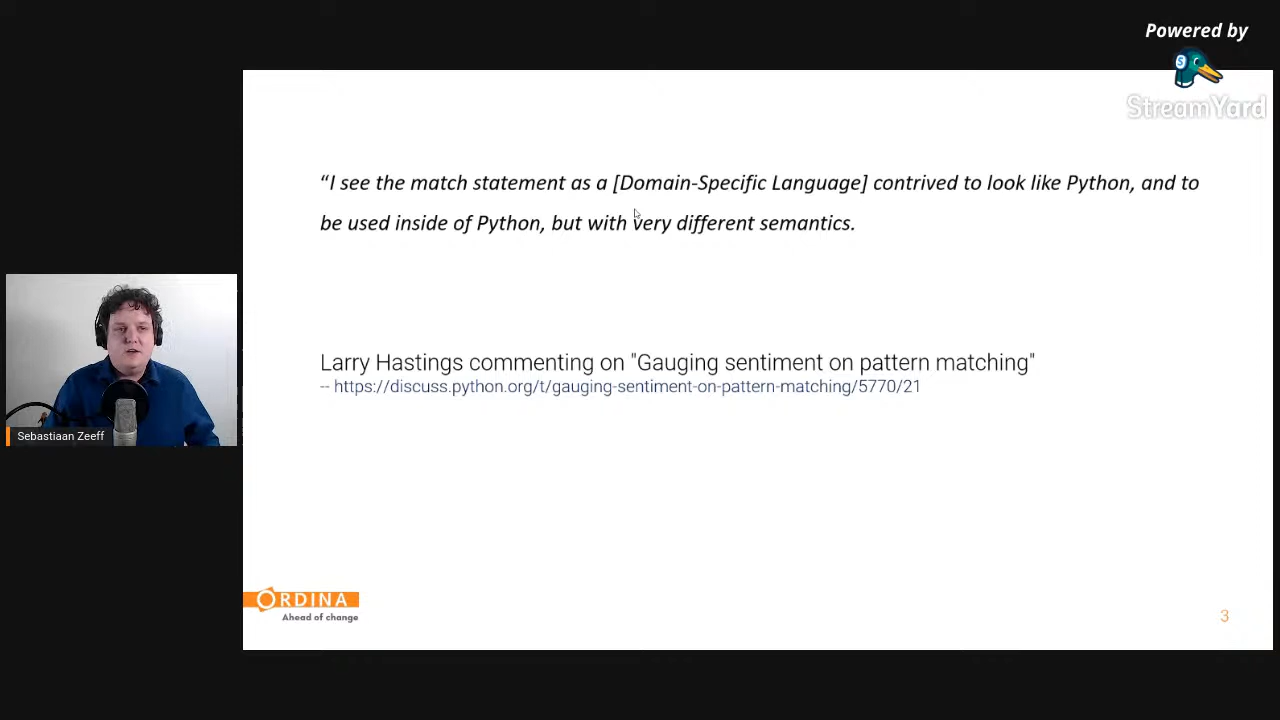 Powered by
StreamYard
“I see the match statement as a [Domain-Specific Language] contrived to look like Python, and to
be used inside of Python, but with very different semantics.
Larry Hastings commenting on "Gauging sentiment on pattern matching"
-- https://discuss.python.org/t/gauging-sentiment-on-pattern-matching/5770/21
Sebastiaan Zeeff
ORDINA
Ahead of change
3